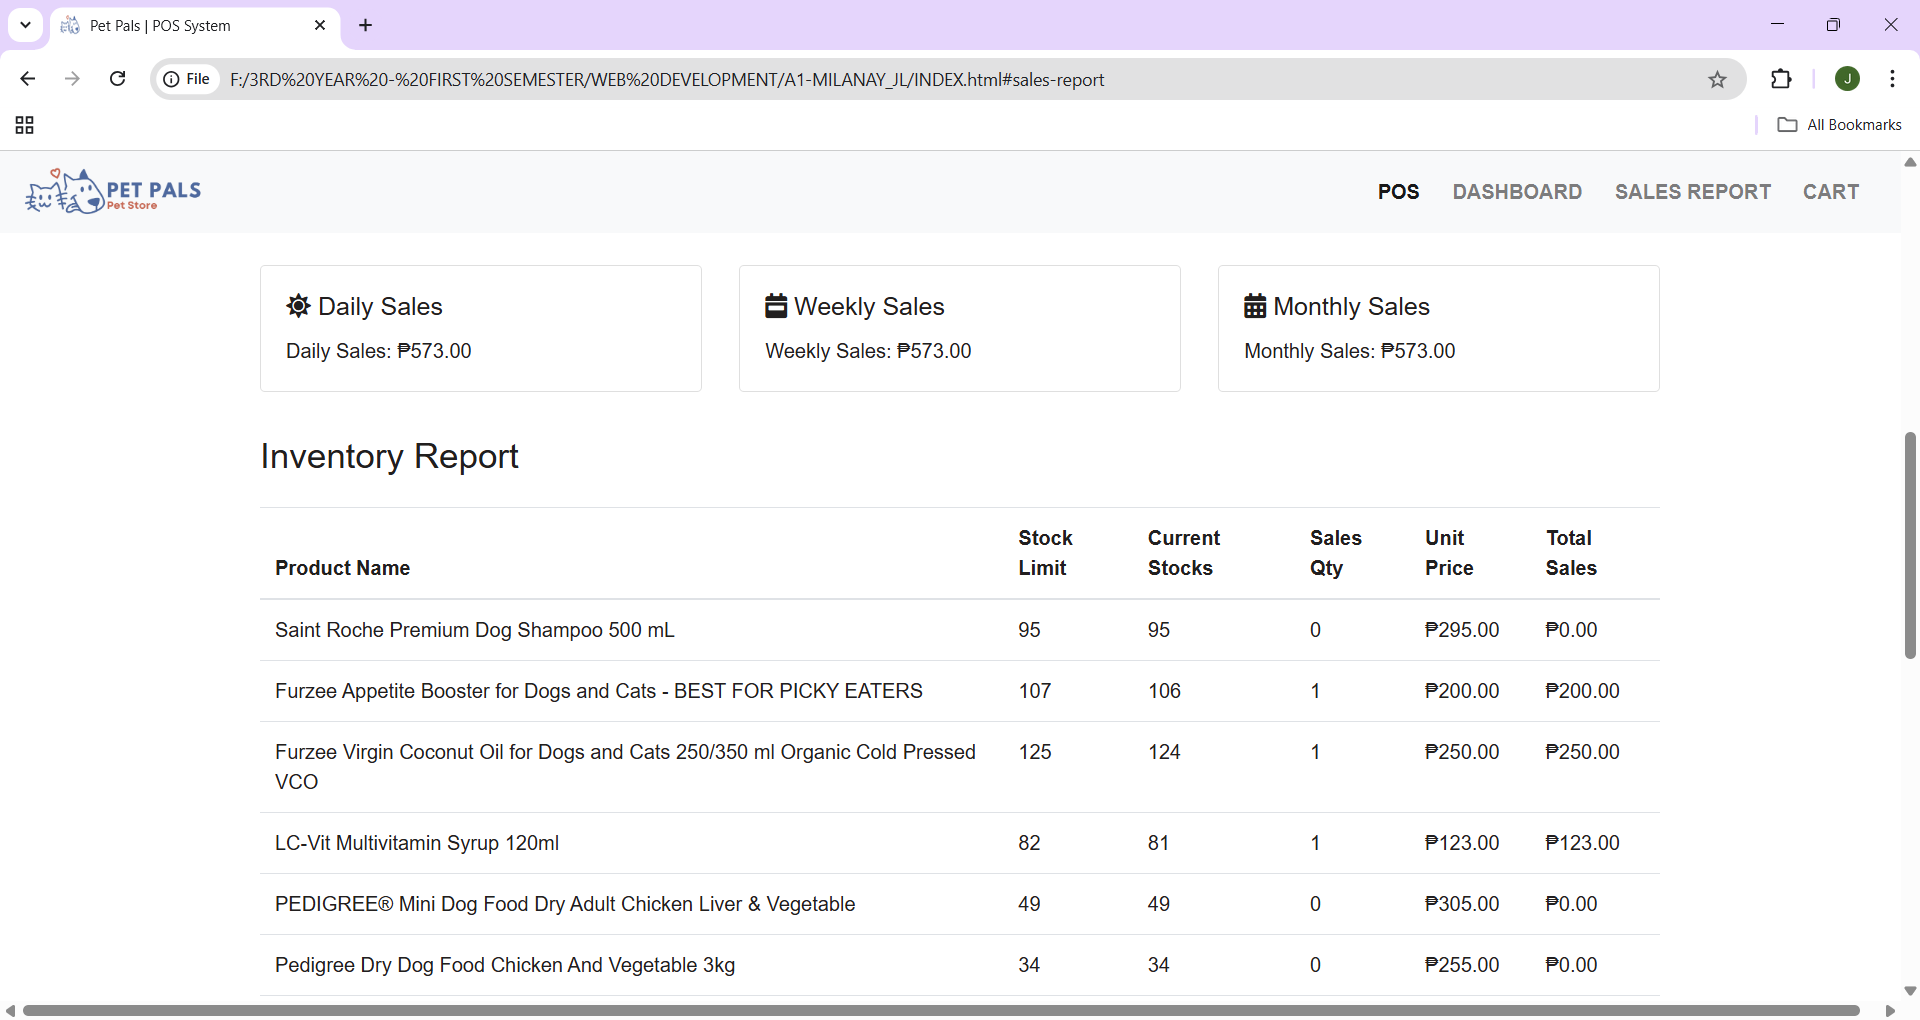 Pet Pals | POS System
File F:/3RD%20YEAR%20-%20FIRST%20SEMESTER/WEB%20DEVELOPMENT/A1-MILANAY_JL/INDEX.html#sales-report
J
All Bookmarks
PET PALS
Pet Store
POS DASHBOARD SALES REPORT CART
Daily Sales
Daily Sales: ₱573.00
Weekly Sales
Weekly Sales: ₱573.00
Monthly Sales
Monthly Sales: ₱573.00
Inventory Report
Product Name Stock Limit Current Stocks Sales Qty Unit Price Total Sales
Saint Roche Premium Dog Shampoo 500 mL 95 95 0 ₱295.00 ₱0.00
Furzee Appetite Booster for Dogs and Cats - BEST FOR PICKY EATERS 107 106 1 ₱200.00 ₱200.00
Furzee Virgin Coconut Oil for Dogs and Cats 250/350 ml Organic Cold Pressed 125 124 1 ₱250.00 ₱250.00
VCO
LC-Vit Multivitamin Syrup 120ml 82 81 1 ₱123.00 ₱123.00
PEDIGREE® Mini Dog Food Dry Adult Chicken Liver & Vegetable 49 49 0 ₱305.00 ₱0.00
Pedigree Dry Dog Food Chicken And Vegetable 3kg 34 34 0 ₱255.00 ₱0.00